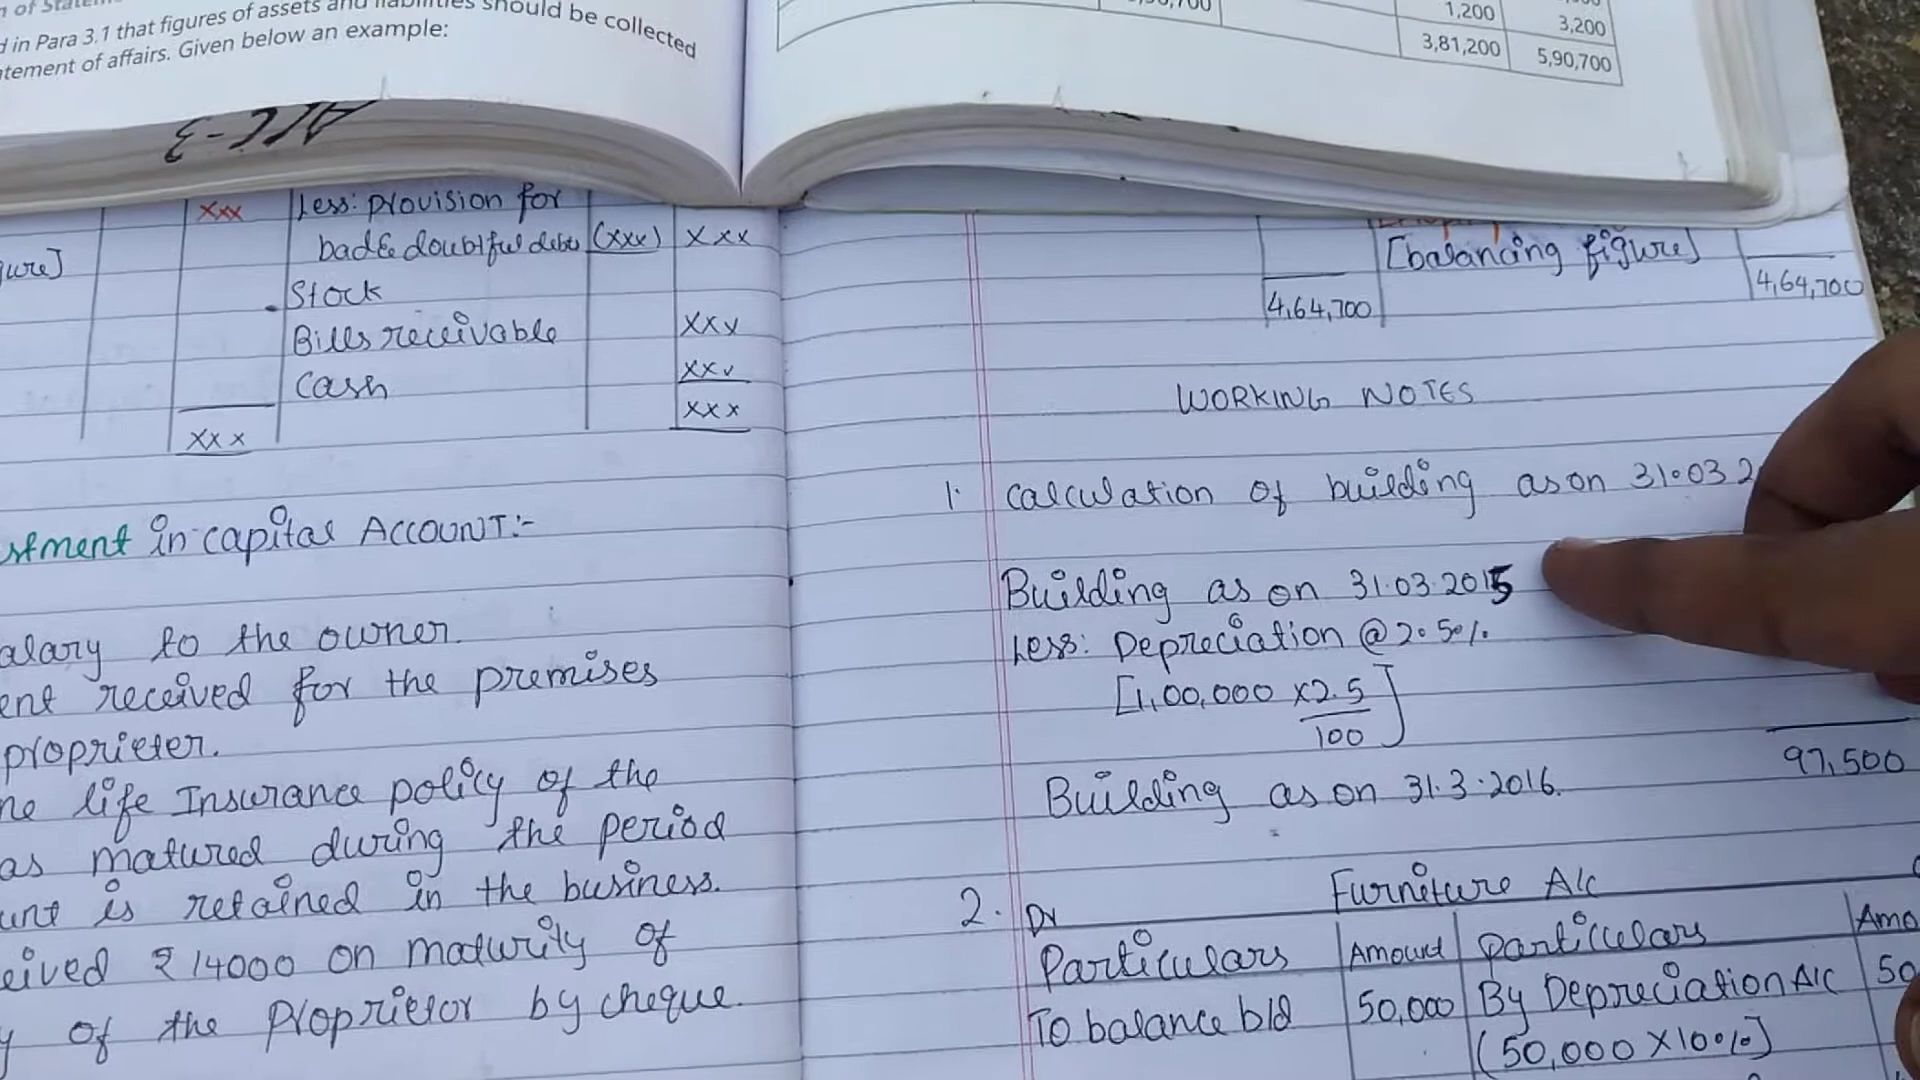 in Para 3.1 that figures of assets and liabilities should be collected
tement of affairs. Given below an example:
1,200
3,200
3,81,200
5,90,700
ACC-3
xxx Less: provision for
bad & doubtful debts (xxx) xxx
gure]
Stock
Bills receivable xxx
Cash xxx
xxx
xxx
stment in capital ACCOUNT:-
alary to the owner.
ent received for the premises
proprieter.
he life Insurance policy of the
as matured during the period
unt is retained in the business.
eived ₹ 14000 on maturity of
y of the Proprietor by cheque.
[balancing figure]
4,64,700
4,64,700
WORKING NOTES
1. Calculation of building as on 31.03.2
Building as on 31.03.2015
Less: Depreciation @ 2.5%
[1,00,000 x 2.5
100]
97,500
Building as on 31.3.2016.
2. Dr Furniture A/c
Particulars Amount Particulars Amo
To balance b/d 50,000 By Depreciation A/c 50
(50,000 x 10%]